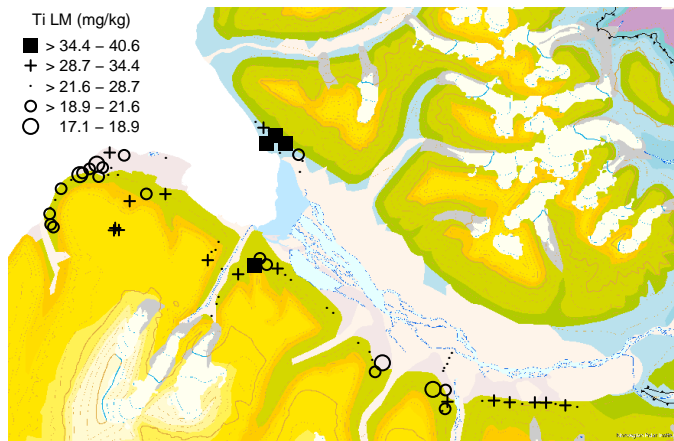 Ti LM (mg/kg)
> 34.4 – 40.6
> 28.7 – 34.4
> 21.6 – 28.7
> 18.9 – 21.6
17.1 – 18.9